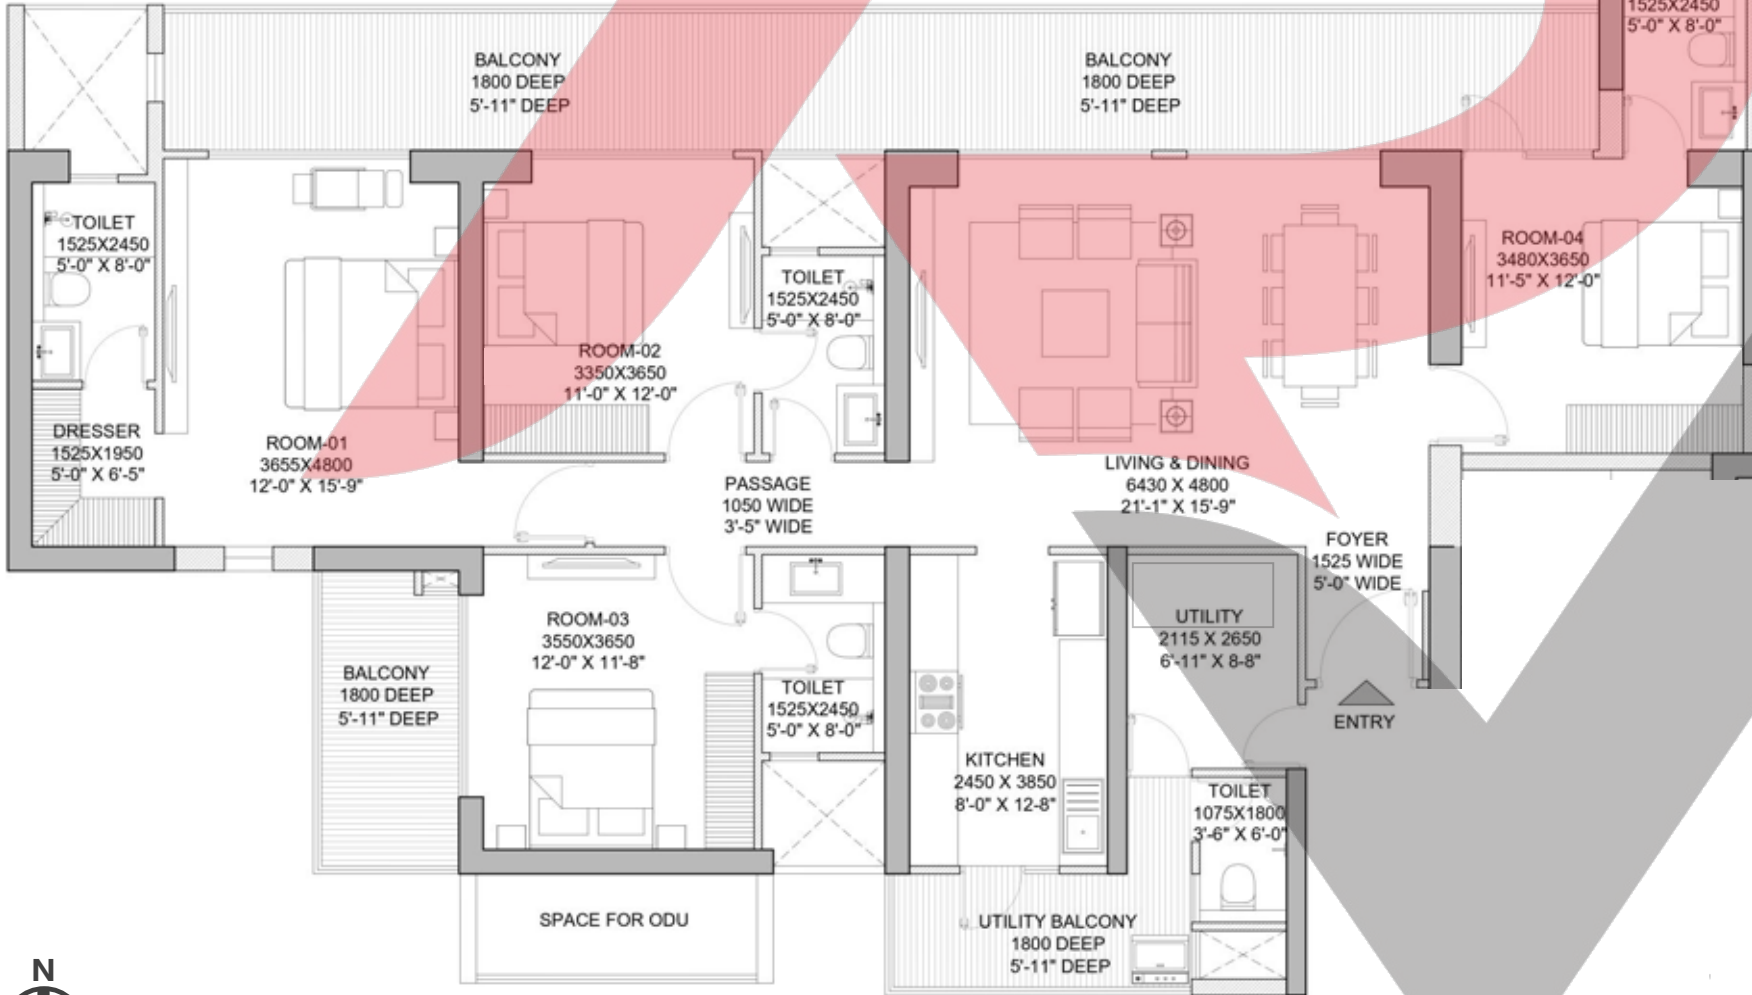 1525X2450
5'-0" X 8'-0"
BALCONY
1800 DEEP
5'-11" DEEP
BALCONY
1800 DEEP
5'-11" DEEP
TOILET
1525X2450
5'-0" X 8'-0"
ROOM-04
3480X3650
11'-5" X 12'-0"
TOILET
1525X2450
5'-0" X 8'-0"
ROOM-02
3350X3650
11'-0" X 12'-0"
DRESSER
1525X1950
5'-0" X 6'-5"
ROOM-01
3655X4800
12'-0" X 15'-9"
PASSAGE
1050 WIDE
3'-5" WIDE
LIVING & DINING
6430 X 4800
21'-1" X 15'-9"
FOYER
1525 WIDE
5'-0" WIDE
ROOM-03
3550X3650
12'-0" X 11'-8"
UTILITY
2115 X 2650
6'-11" X 8-8"
BALCONY
1800 DEEP
5'-11" DEEP
TOILET
1525X2450
5'-0" X 8'-0"
ENTRY
KITCHEN
2450 X 3850
8'-0" X 12-8"
TOILET
1075X1800
3'-6" X 6'-0"
SPACE FOR ODU
UTILITY BALCONY
1800 DEEP
5'-11" DEEP
N